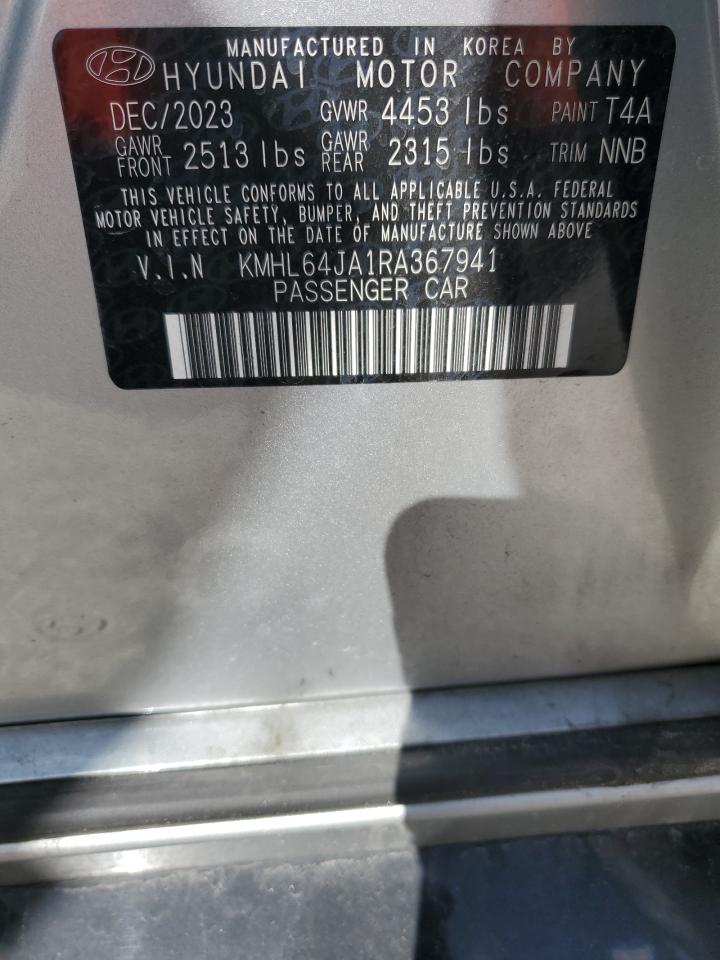 MANUFACTURED IN KOREA BY
HYUNDAI MOTOR COMPANY
DEC/2023 GVWR 4453 lbs PAINT T4A
GAWR FRONT 2513 lbs GAWR REAR 2315 lbs TRIM NNB
THIS VEHICLE CONFORMS TO ALL APPLICABLE U.S.A. FEDERAL
MOTOR VEHICLE SAFETY, BUMPER, AND THEFT PREVENTION STANDARDS
IN EFFECT ON THE DATE OF MANUFACTURE SHOWN ABOVE
V.I.N KMHL64JA1RA367941
PASSENGER CAR